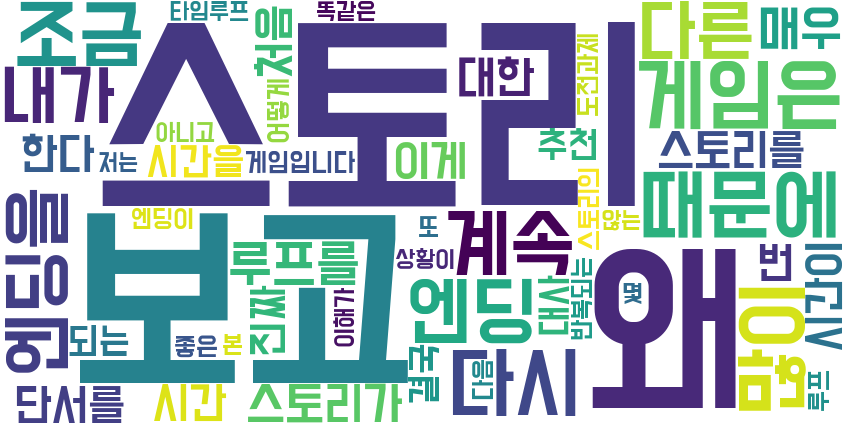 타임루프
똑같은
조금
스토리
처음
어떻게
대한
도전과제
다른
매우
내가
게임은
아니고
한다
저는
시간을
게임입니다
이게
추천
스토리를
스토리의
않는
때문에
엔딩을
엔딩이
보고
루프를
또
계속
상황이
왜
번
시간이
되는
좋은
본
진짜
이해가
엔딩
대사
반복되는
몇
단서를
시간
스토리가
결국
다음
다시
루프